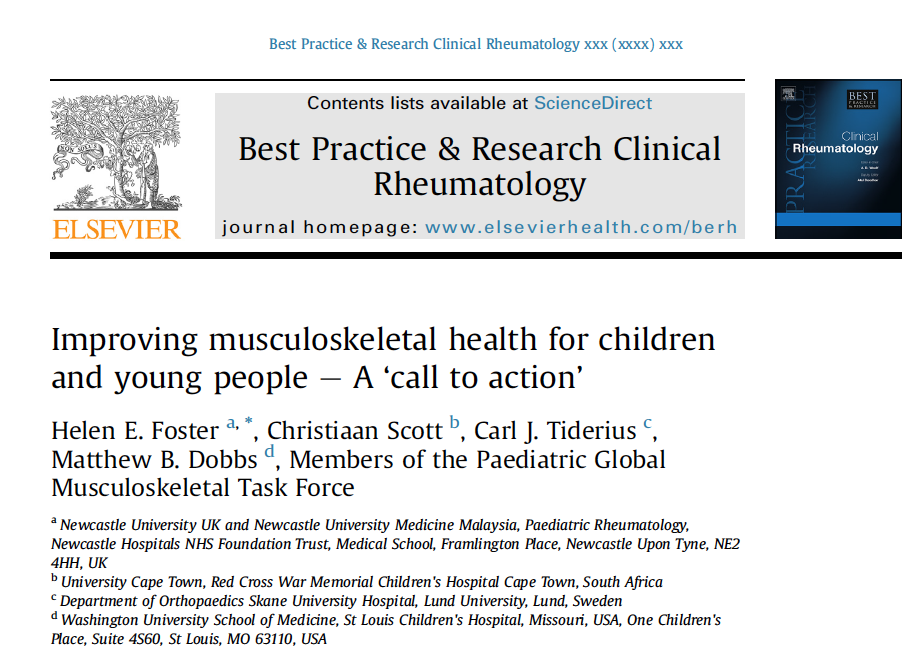 Best Practice & Research Clinical Rheumatology xxx (xxxx) xxx
Contents lists available at ScienceDirect
Best Practice & Research Clinical
Rheumatology
journal homepage: www.elsevierhealth.com/berh
NON SOLUS
ELSEVIER
BEST
PRACTICE
& RESEARCH
PRACTICE
RESEARCH
Clinical
Rheumatology
Improving musculoskeletal health for children
and young people – A ‘call to action’
Helen E. Foster a, *, Christiaan Scott b, Carl J. Tiderius c,
Matthew B. Dobbs d, Members of the Paediatric Global
Musculoskeletal Task Force
a Newcastle University UK and Newcastle University Medicine Malaysia, Paediatric Rheumatology,
Newcastle Hospitals NHS Foundation Trust, Medical School, Framlington Place, Newcastle Upon Tyne, NE2
4HH, UK
b University Cape Town, Red Cross War Memorial Children's Hospital Cape Town, South Africa
c Department of Orthopaedics Skane University Hospital, Lund University, Lund, Sweden
d Washington University School of Medicine, St Louis Children's Hospital, Missouri, USA, One Children's
Place, Suite 4S60, St Louis, MO 63110, USA